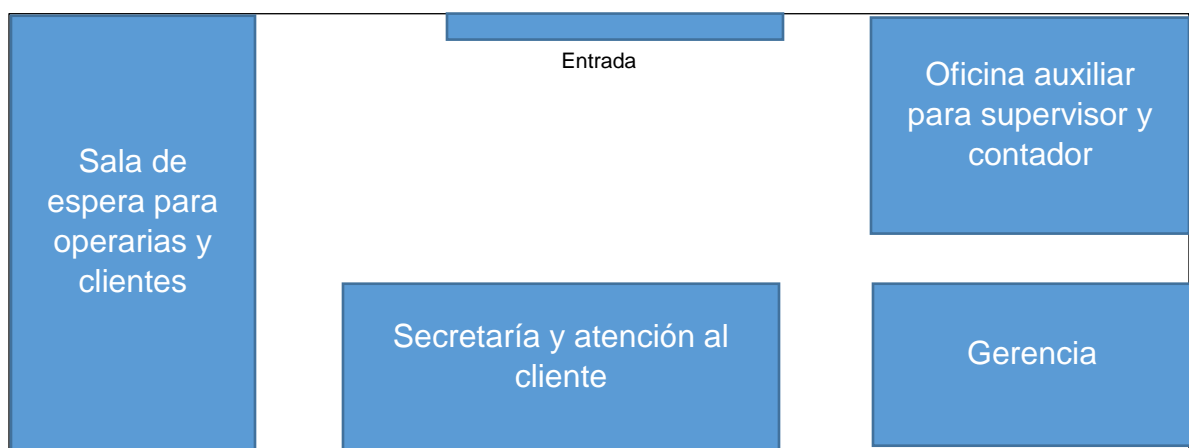 Entrada
Oficina auxiliar
para supervisor y
contador
Sala de
espera para
operarias y
clientes
Secretaría y atención al
cliente
Gerencia